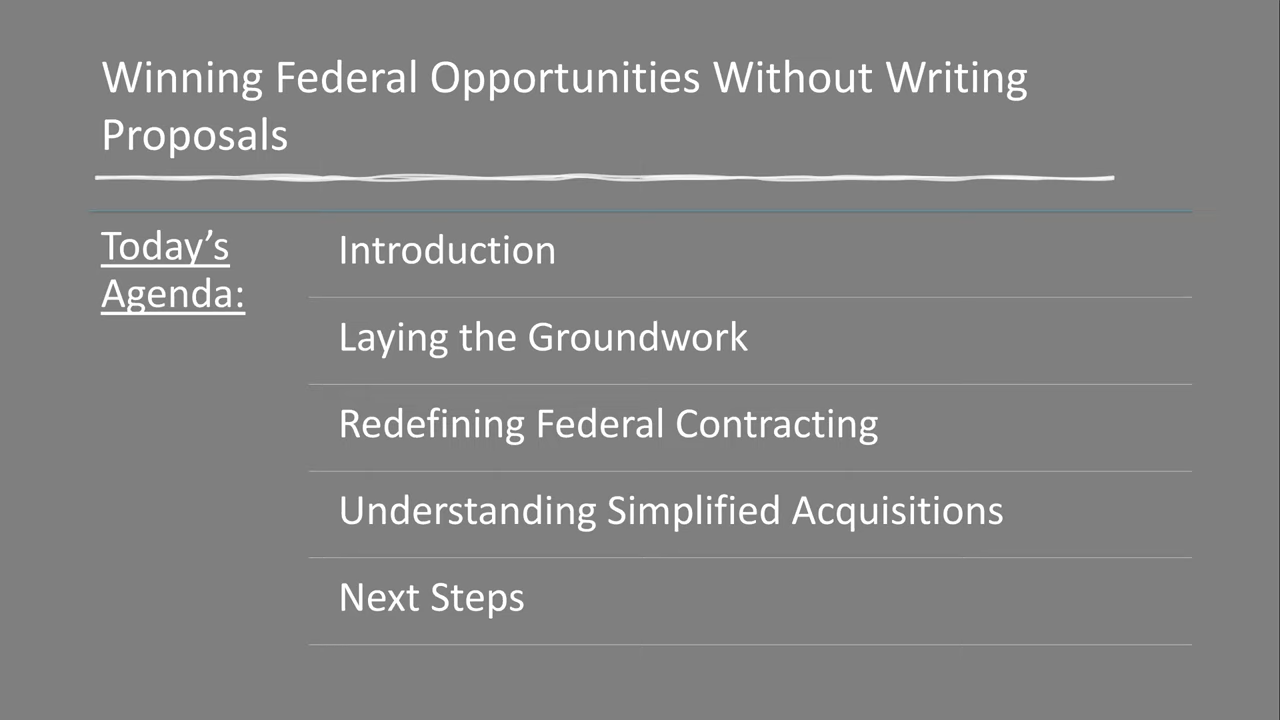 Winning Federal Opportunities Without Writing
Proposals
Today’s
Agenda:
Introduction
Laying the Groundwork
Redefining Federal Contracting
Understanding Simplified Acquisitions
Next Steps